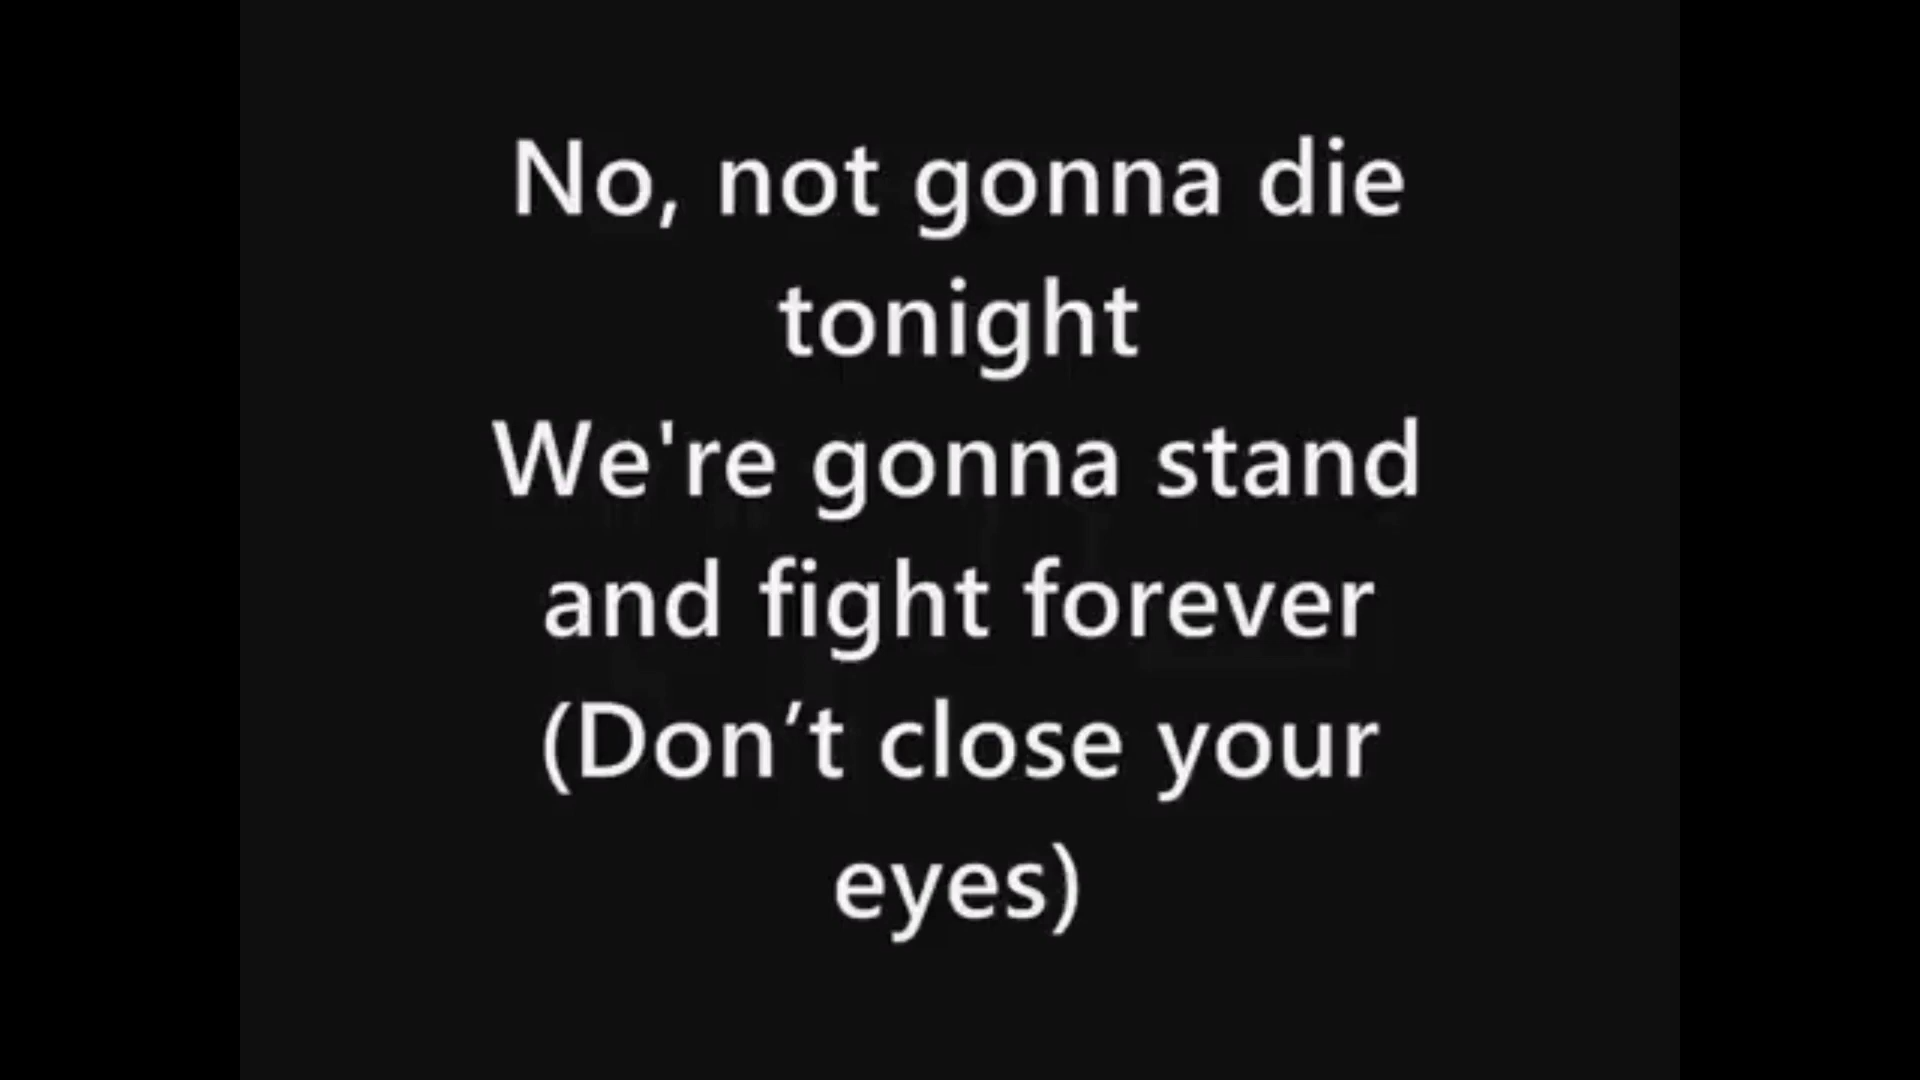 No, not gonna die
tonight
We're gonna stand
and fight forever
(Don’t close your
eyes)